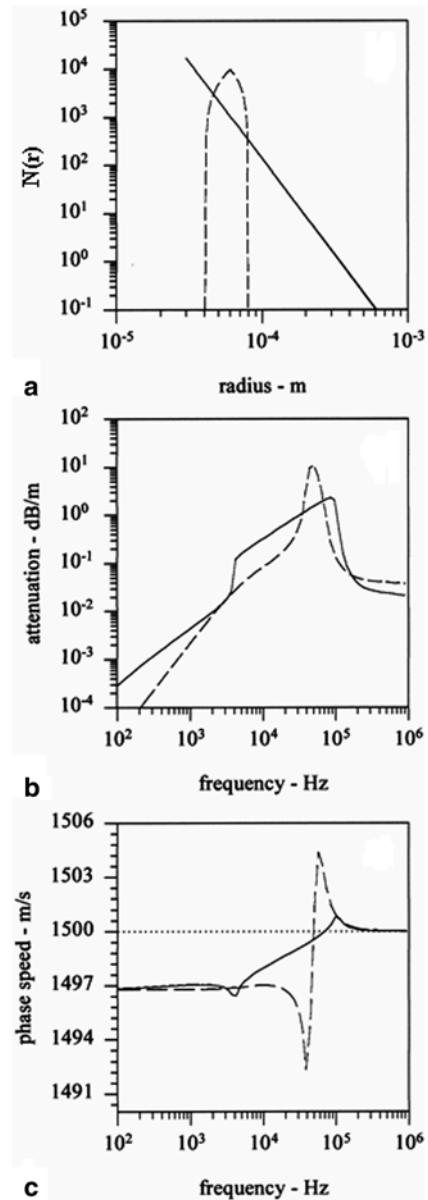 10^5
10^4
10^3
10^2
10^1
10^0
10^-1
N(r)
10^-5 10^-4 10^-3
a radius - m
10^2
10^1
10^0
10^-1
10^-2
10^-3
10^-4
attenuation - dB/m
10^2 10^3 10^4 10^5 10^6
b frequency - Hz
1506
1503
1500
1497
1494
1491
phase speed - m/s
10^2 10^3 10^4 10^5 10^6
c frequency - Hz